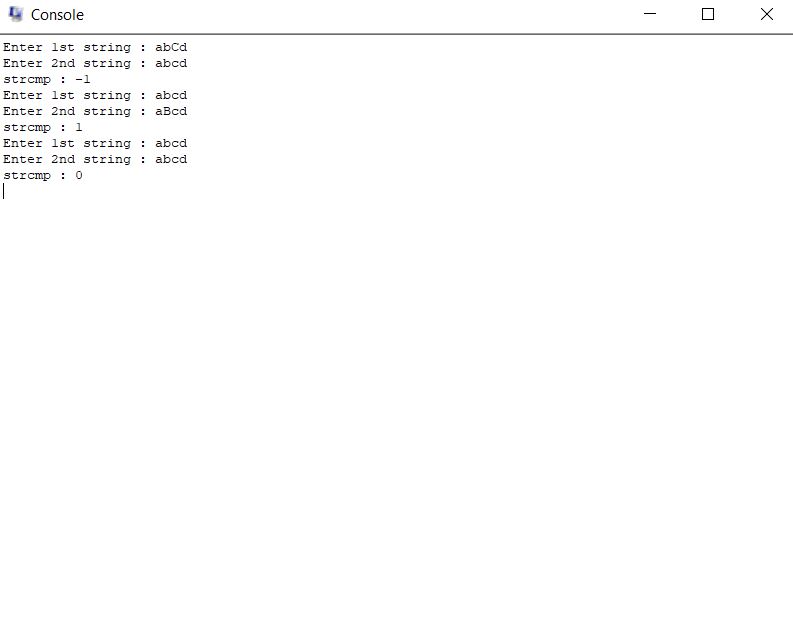 Console
Enter 1st string : abCd
Enter 2nd string : abcd
strcmp : -1
Enter 1st string : abcd
Enter 2nd string : aBcd
strcmp : 1
Enter 1st string : abcd
Enter 2nd string : abcd
strcmp : 0